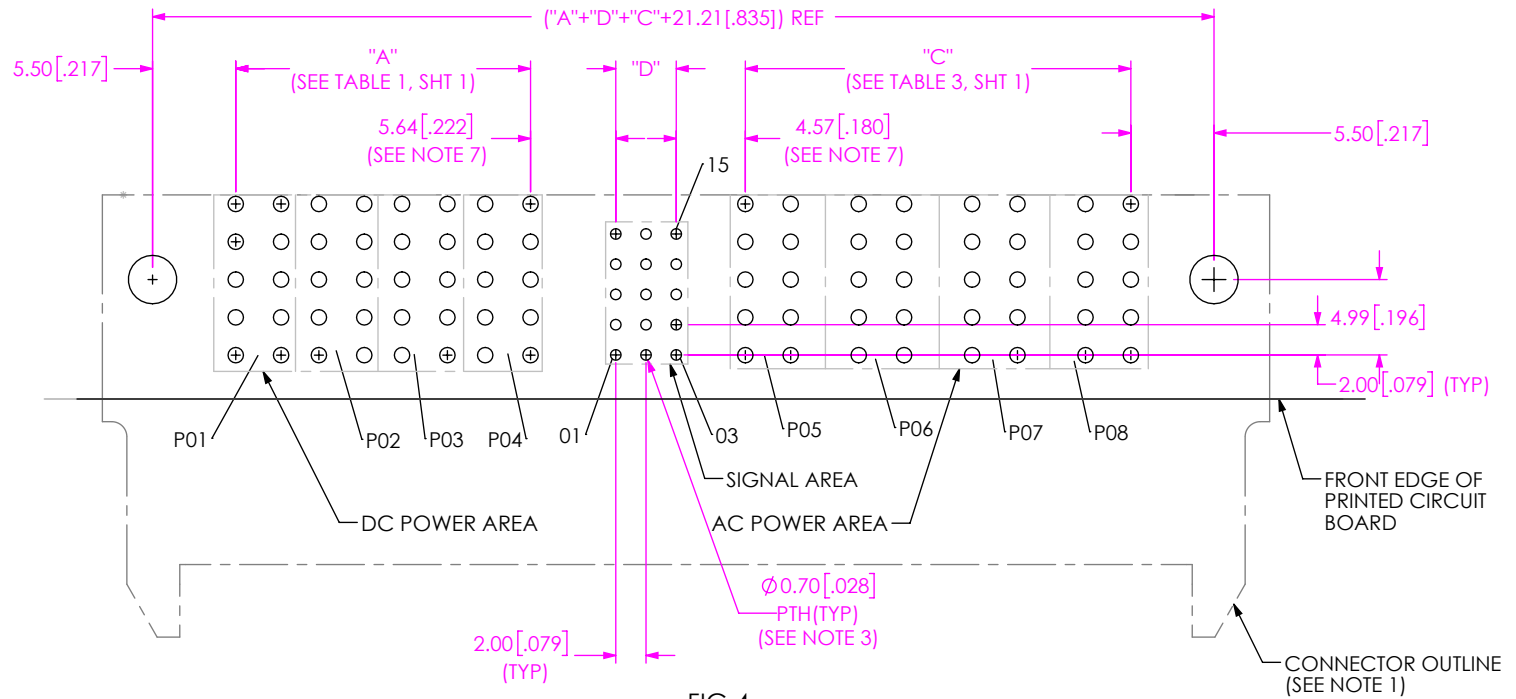 ("A"+"D"+"C"+21.21[.835]) REF
5.50[.217]
"A"
(SEE TABLE 1, SHT 1)
"D"
"C"
(SEE TABLE 3, SHT 1)
5.64[.222]
(SEE NOTE 7)
4.57[.180]
(SEE NOTE 7)
5.50[.217]
15
4.99[.196]
2.00[.079] (TYP)
P01
P02
P03
P04
01
03
P05
P06
P07
P08
SIGNAL AREA
DC POWER AREA
AC POWER AREA
FRONT EDGE OF
PRINTED CIRCUIT
BOARD
Ø0.70[.028]
PTH(TYP)
(SEE NOTE 3)
2.00[.079]
(TYP)
CONNECTOR OUTLINE
(SEE NOTE 1)